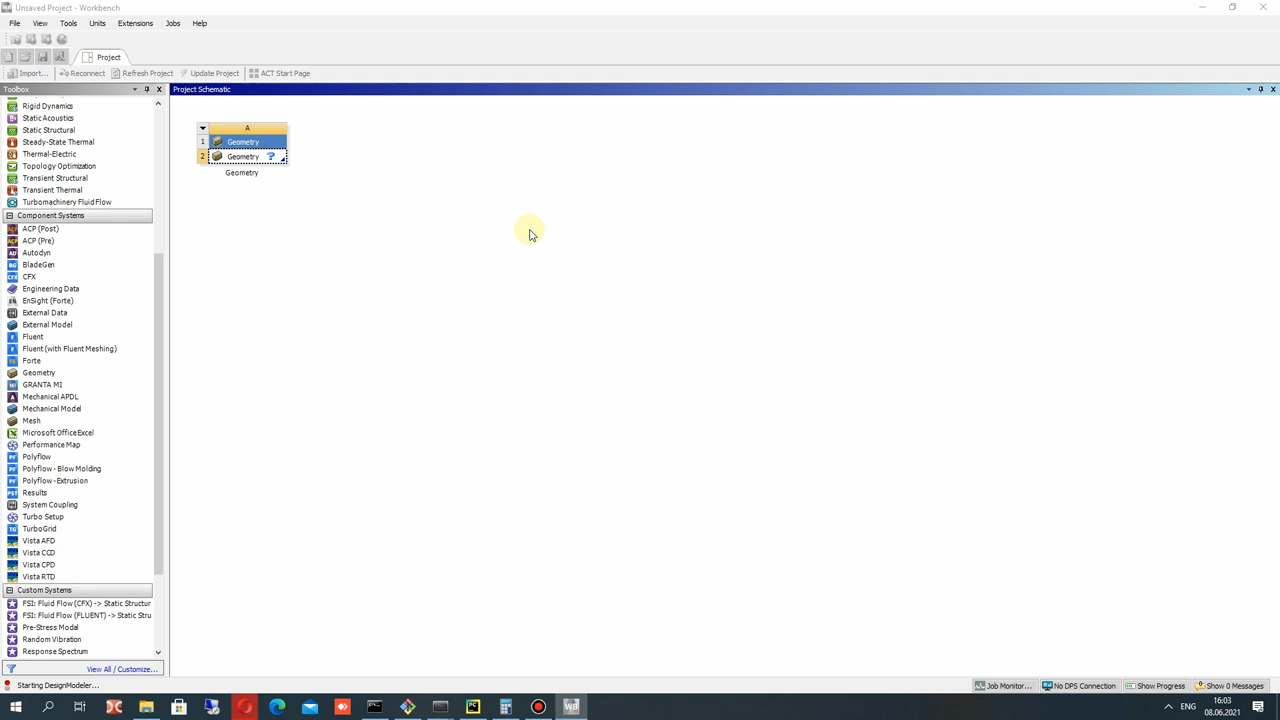 Unsaved Project - Workbench
File View Tools Units Extensions Jobs Help
Project
Import... Reconnect Refresh Project Update Project ACT Start Page
Toolbox
Project Schematic
Rigid Dynamics
Static Acoustics
Static Structural
Steady-State Thermal
Thermal-Electric
Topology Optimization
Transient Structural
Transient Thermal
Turbomachinery Fluid Flow
Component Systems
ACP (Post)
ACP (Pre)
Autodyn
BladeGen
CFX
Engineering Data
EnSight (Forte)
External Data
External Model
Fluent
Fluent (with Fluent Meshing)
Forte
Geometry
GRANTA MI
Mechanical APDL
Mechanical Model
Mesh
Microsoft Office Excel
Performance Map
Polyflow
Polyflow - Blow Molding
Polyflow - Extrusion
Results
System Coupling
Turbo Setup
TurboGrid
Vista AFD
Vista CCD
Vista CPD
Vista RTD
Custom Systems
FSI: Fluid Flow (CFX) -> Static Structur
FSI: Fluid Flow (FLUENT) -> Static Stru
Pre-Stress Modal
Random Vibration
Response Spectrum
View All / Customize...
A
1 Geometry
2 Geometry ?
Geometry
Starting DesignModeler...
Job Monitor... No DPS Connection Show Progress Show 0 Messages
ENG
16:03
08.06.2021